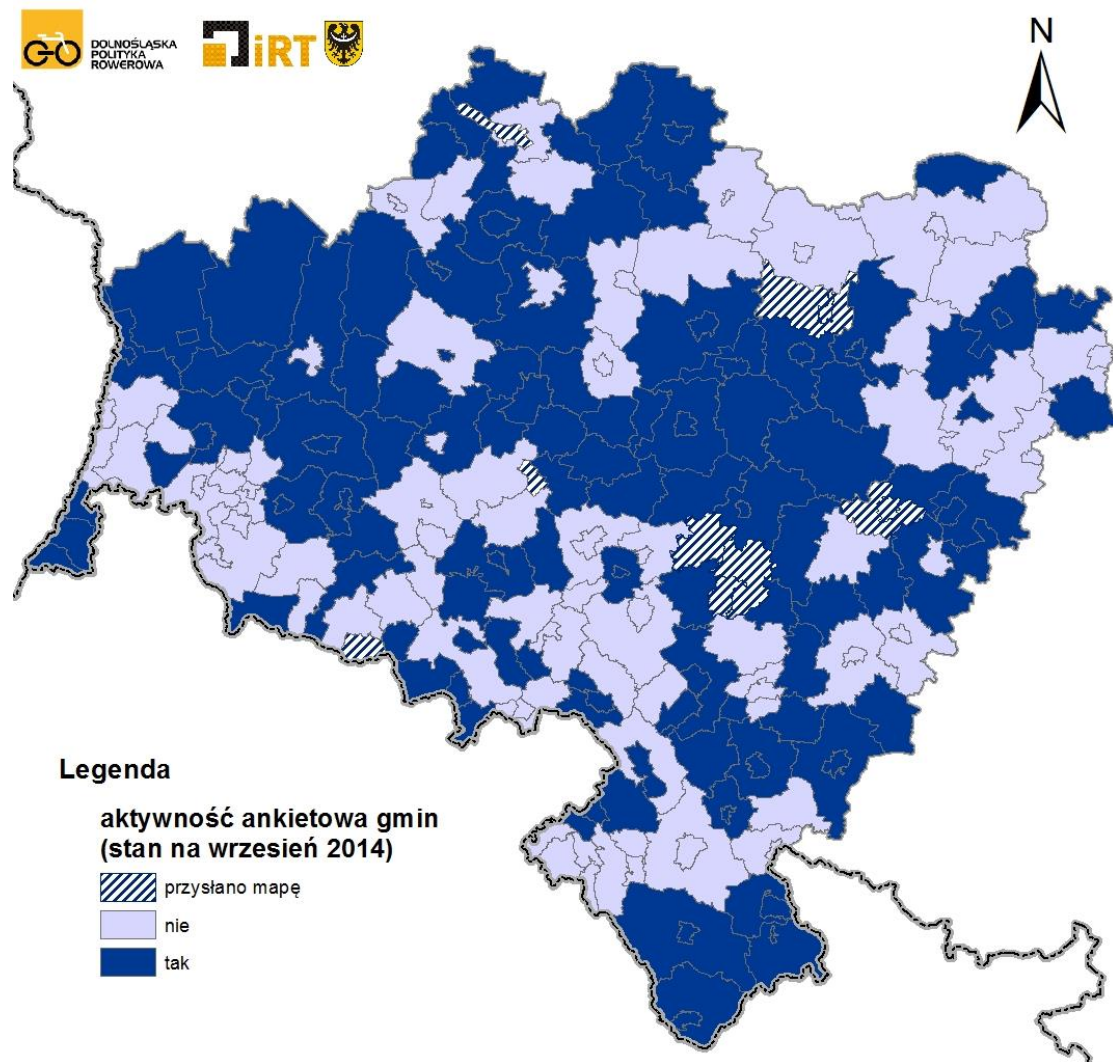 DOLNOŚLĄSKA
POLITYKA
ROWEROWA
iRT
N
Legenda
aktywność ankietowa gmin
(stan na wrzesień 2014)
przysłano mapę
nie
tak